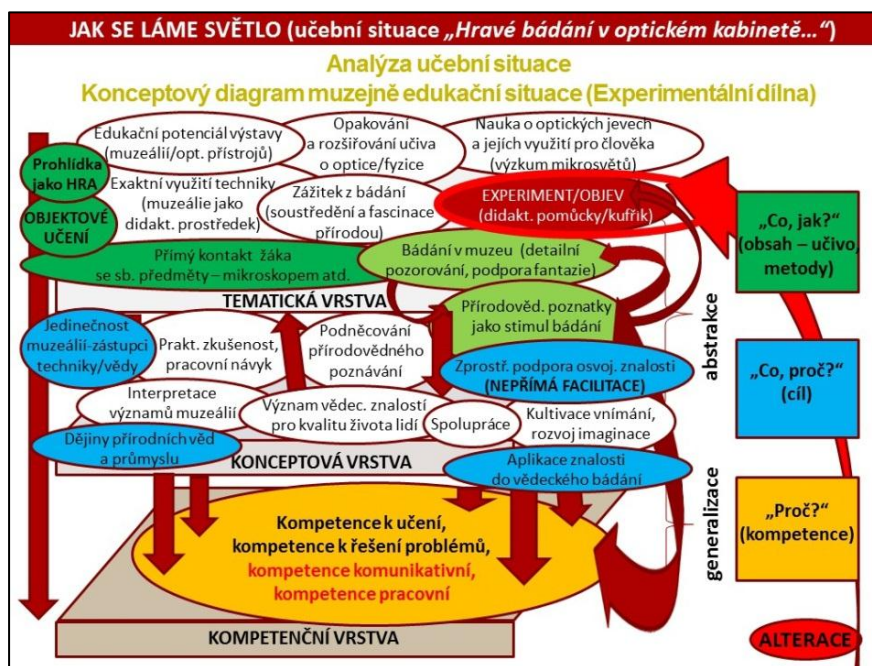 JAK SE LÁME SVĚTLO (učební situace „Hravé bádání v optickém kabinetě…“)
Analýza učební situace
Konceptový diagram muzejně edukační situace (Experimentální dílna)
Edukační potenciál výstavy
(muzeálií/opt. přístrojů)
Opakování
a rozšiřování učiva
o optice/fyzice
Nauka o optických jevech
a jejich využití pro člověka
(výzkum mikrosvětů)
Prohlídka
jako HRA
Exaktní využití techniky
(muzeálie jako
didakt. prostředek)
Zážitek z bádání
(soustředění a fascinace
přírodou)
EXPERIMENT/OBJEV
(didakt. pomůcky/kufřík)
OBJEKTOVÉ
UČENÍ
Přímý kontakt žáka
se sb. předměty – mikroskopem atd.
Bádání v muzeu (detailní
pozorování, podpora fantazie)
„Co, jak?“
(obsah – učivo,
metody)
TEMATICKÁ VRSTVA
Přírodověd. poznatky
jako stimul bádání
Jedinečnost
muzeálií-zástupci
techniky/vědy
Prakt. zkušenost,
pracovní návyk
Podněcování
přírodovědného
poznávání
Zprostř. podpora osvoj. znalosti
(NEPŘÍMÁ FACILITACE)
abstrakce
„Co, proč?“
(cíl)
Interpretace
významů muzeálií
Význam vědec. znalostí
pro kvalitu života lidí
Spolupráce
Kultivace vnímání,
rozvoj imaginace
Dějiny přírodních věd
a průmyslu
KONCEPTOVÁ VRSTVA
Aplikace znalosti
do vědeckého bádání
generalizace
„Proč?“
(kompetence)
Kompetence k učení,
kompetence k řešení problémů,
kompetence komunikativní,
kompetence pracovní
KOMPETENČNÍ VRSTVA
ALTERACE